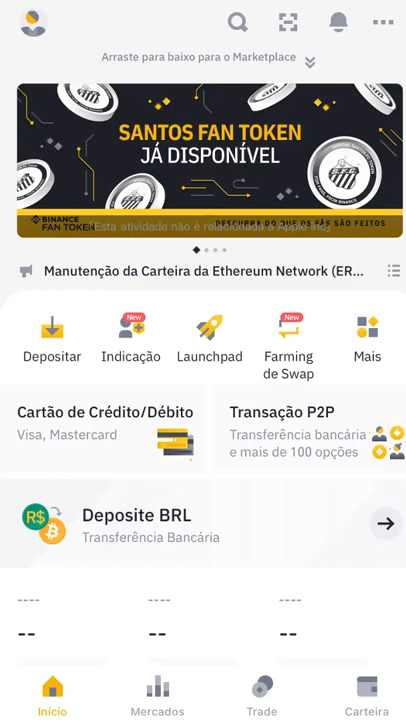 Arraste para baixo para o Marketplace
SANTOS FAN TOKEN
JÁ DISPONÍVEL
BINANCE
FAN TOKEN
DESCUBRA DO QUE OS FÃS SÃO FEITOS
[Esta atividade não é relacionada a Apple Inc]
Manutenção da Carteira da Ethereum Network (ER...
New
New
Depositar
Indicação
Launchpad
Farming
de Swap
Mais
Cartão de Crédito/Débito
Visa, Mastercard
Transação P2P
Transferência bancária
e mais de 100 opções
R$
Deposite BRL
Transferência Bancária
----
----
----
--
--
--
Início
Mercados
Trade
Carteira